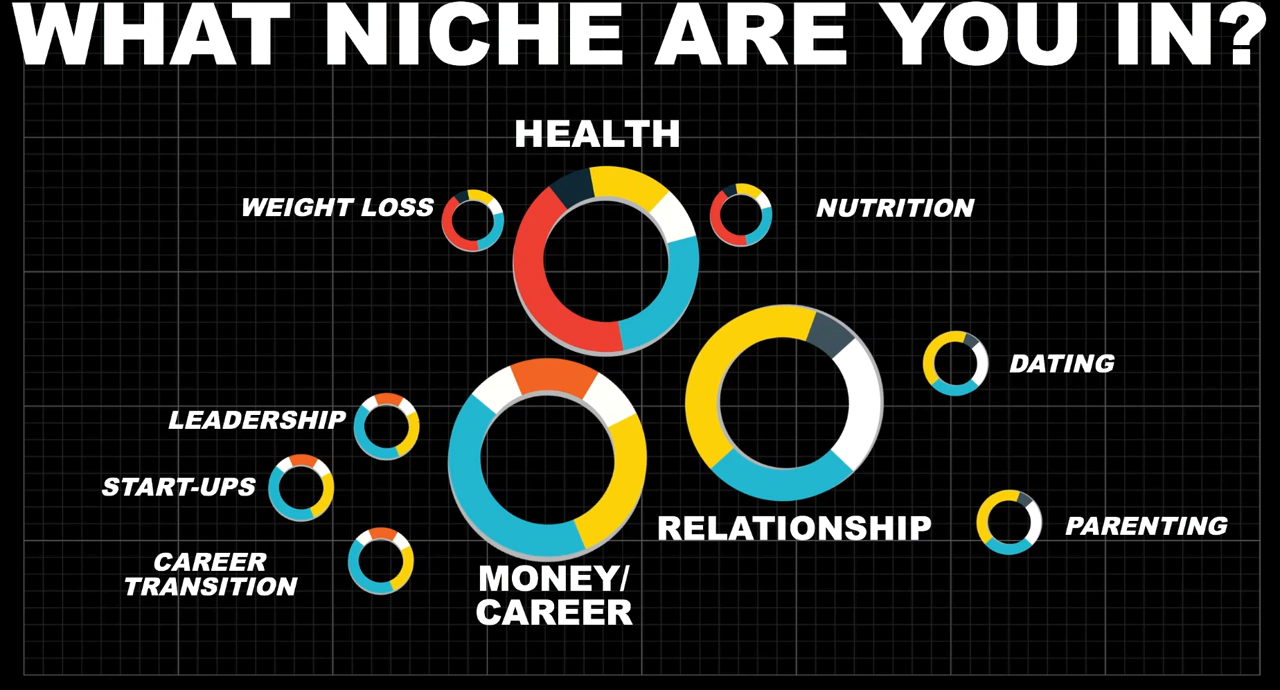 WHAT NICHE ARE YOU IN?
HEALTH
WEIGHT LOSS
NUTRITION
DATING
LEADERSHIP
START-UPS
RELATIONSHIP
PARENTING
CAREER
TRANSITION
MONEY/
CAREER